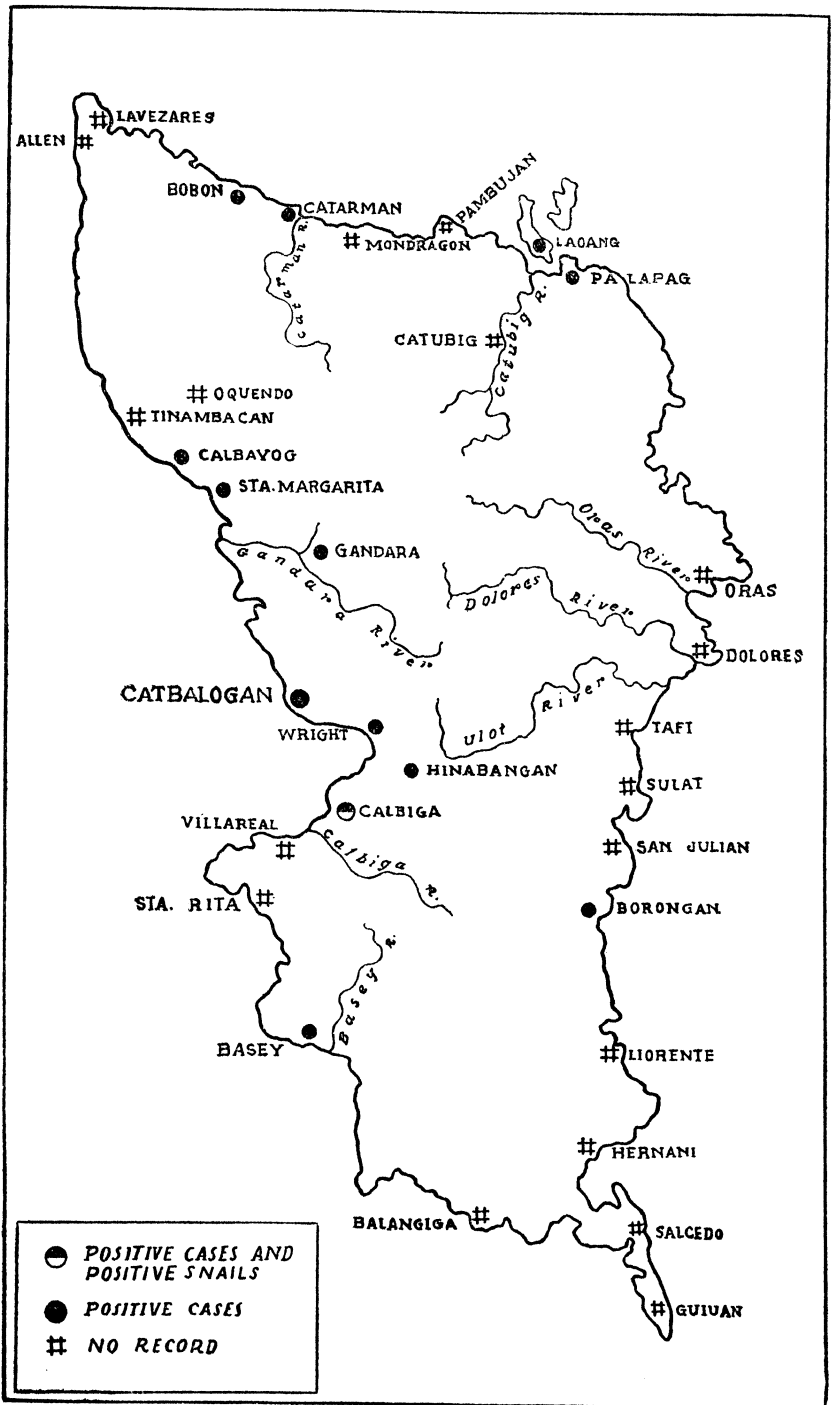 LAVEZARES
ALLEN
BOBON
CATARMAN
PAMBUJAN
MONDRAGON
LAOANG
PALAPAG
Catarman R.
CATUBIG
Catubig R.
OQUENDO
TINAMBACAN
CALBAYOG
STA. MARGARITA
GANDARA
Gandara River
Oras River
ORAS
Dolores River
DOLORES
CATBALOGAN
WRIGHT
Ulot River
TAFI
HINABANGAN
SULAT
CALBIGA
VILLAREAL
Calbiga R.
SAN JULIAN
STA. RITA
BORONGAN
Basey R.
BASEY
LIORENTE
HERNANI
BALANGIGA
SALCEDO
GUIUAN
POSITIVE CASES AND
POSITIVE SNAILS
POSITIVE CASES
NO RECORD